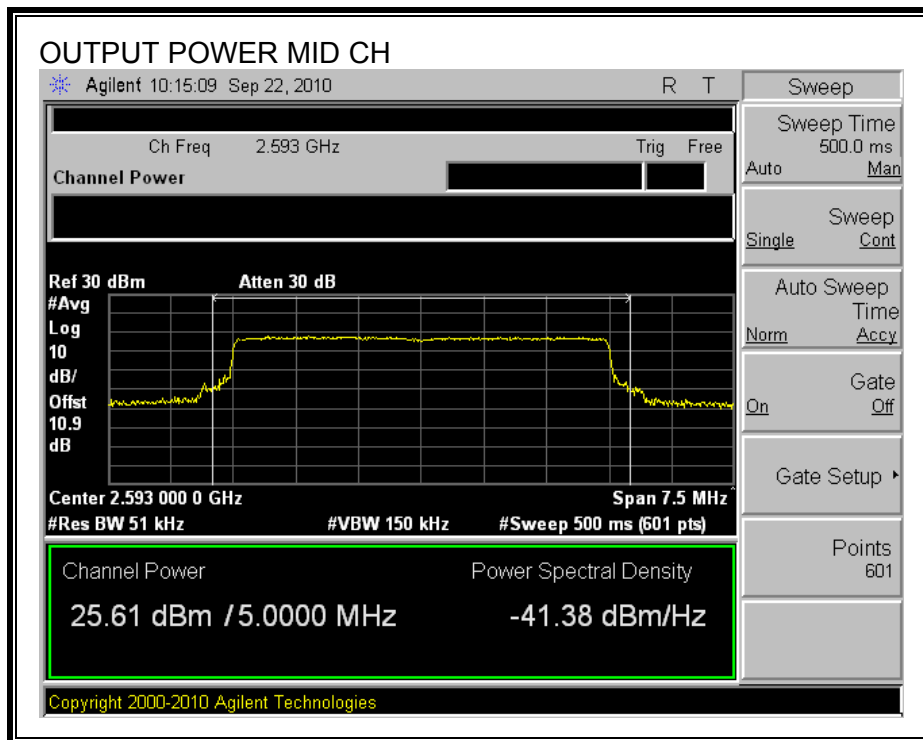 OUTPUT POWER MID CH
Agilent 10:15:09 Sep 22, 2010 R T
Sweep
Ch Freq 2.593 GHz Trig Free
Channel Power
Sweep Time
500.0 ms
Auto Man
Sweep
Single Cont
Auto Sweep
Time
Norm Accy
Gate
On Off
Gate Setup
Points
601
Ref 30 dBm Atten 30 dB
#Avg
Log
10
dB/
Offst
10.9
dB
Center 2.593 000 0 GHz Span 7.5 MHz
#Res BW 51 kHz #VBW 150 kHz #Sweep 500 ms (601 pts)
Channel Power Power Spectral Density
25.61 dBm / 5.0000 MHz -41.38 dBm/Hz
Copyright 2000-2010 Agilent Technologies